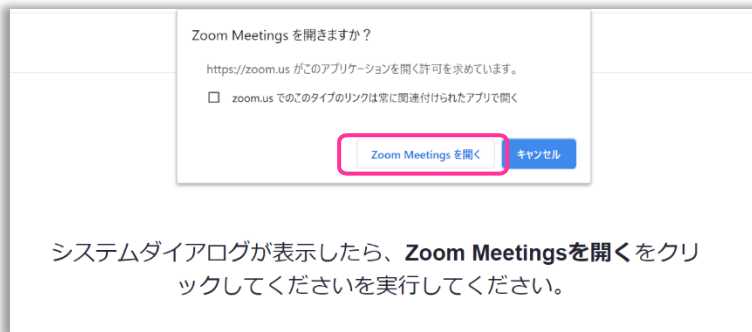 Zoom Meetings を開きますか？
https://zoom.us がこのアプリケーションを開く許可を求めています。
zoom.us でのこのタイプのリンクは常に関連付けられたアプリで開く
Zoom Meetings を開く
キャンセル
システムダイアログが表示したら、Zoom Meetingsを開くをクリ
ックしてくださいを実行してください。